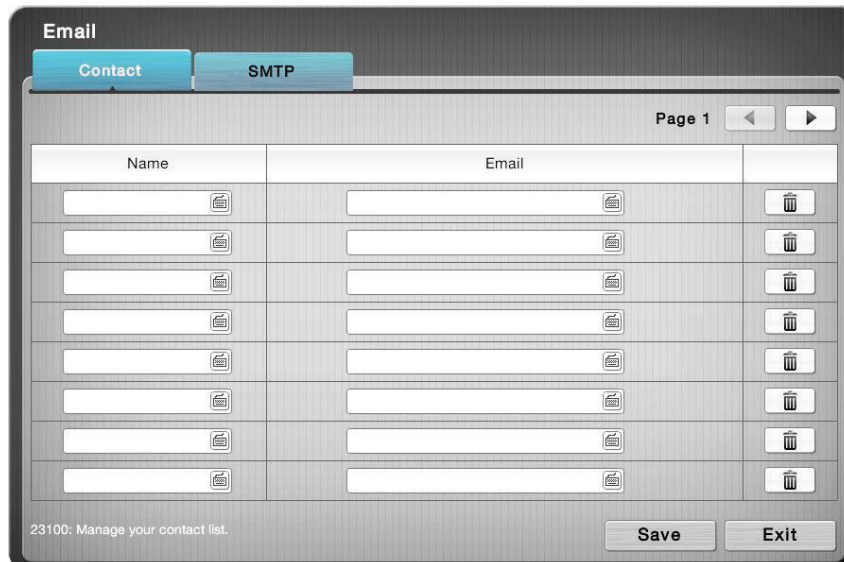 Email
Contact SMTP
Page 1
Name Email
23100: Manage your contact list.
Save Exit